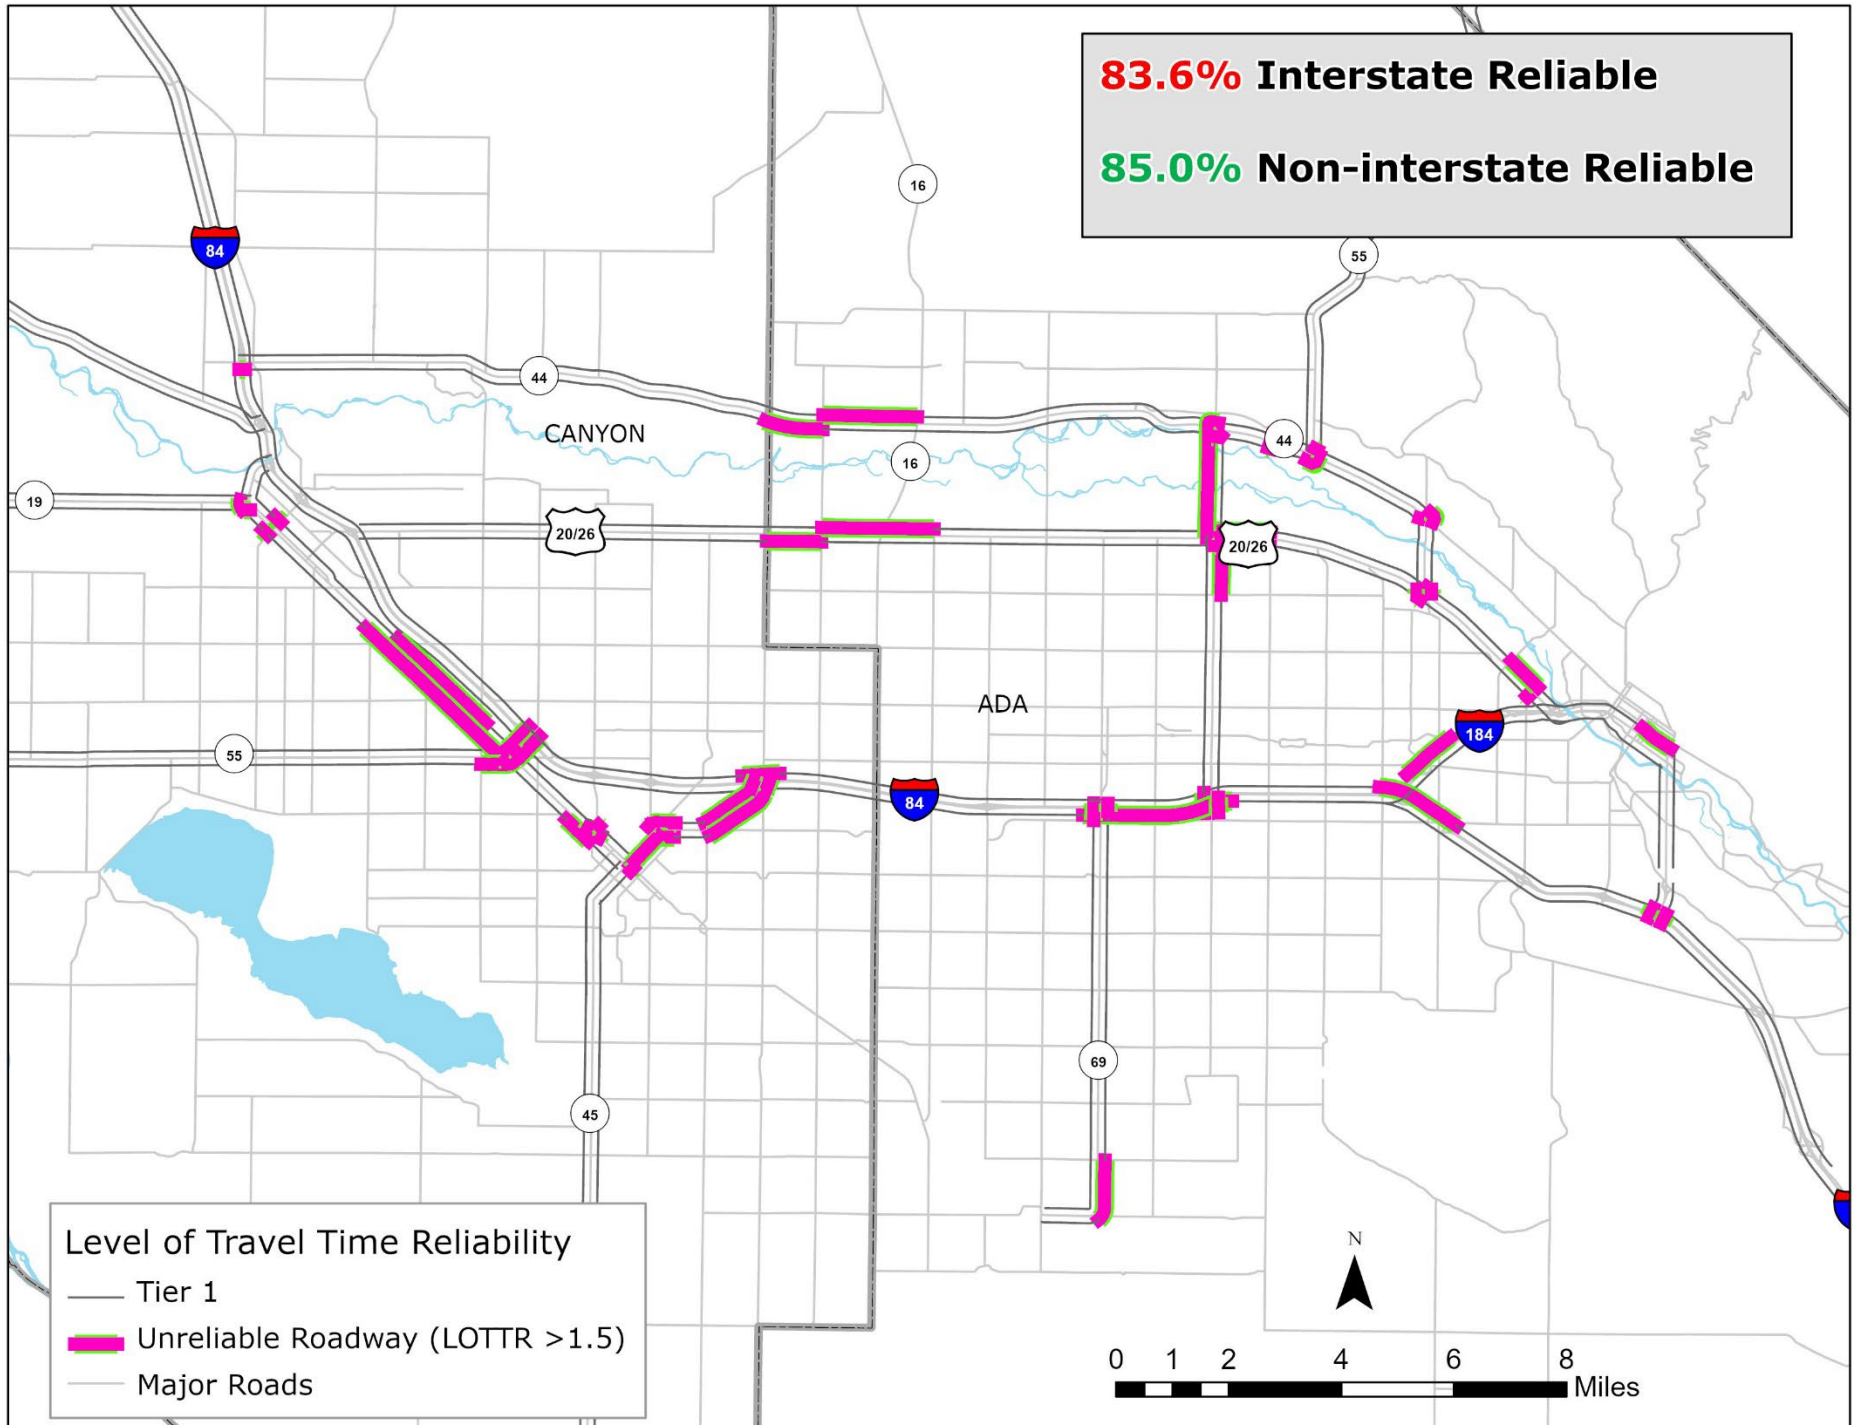 83.6% Interstate Reliable
85.0% Non-interstate Reliable
16
84
55
44
CANYON
44
16
19
20/26
20/26
ADA
184
55
84
69
45
Level of Travel Time Reliability
Tier 1
Unreliable Roadway (LOTTR >1.5)
Major Roads
N
0 1 2 4 6 8
Miles